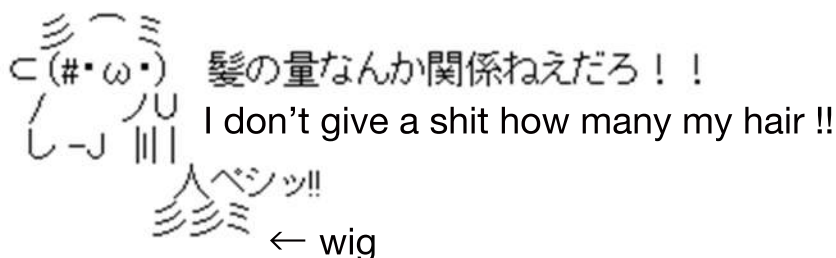 髪の量なんか関係ねえだろ！！
I don't give a shit how many my hair !!
ペシッ!!
← wig